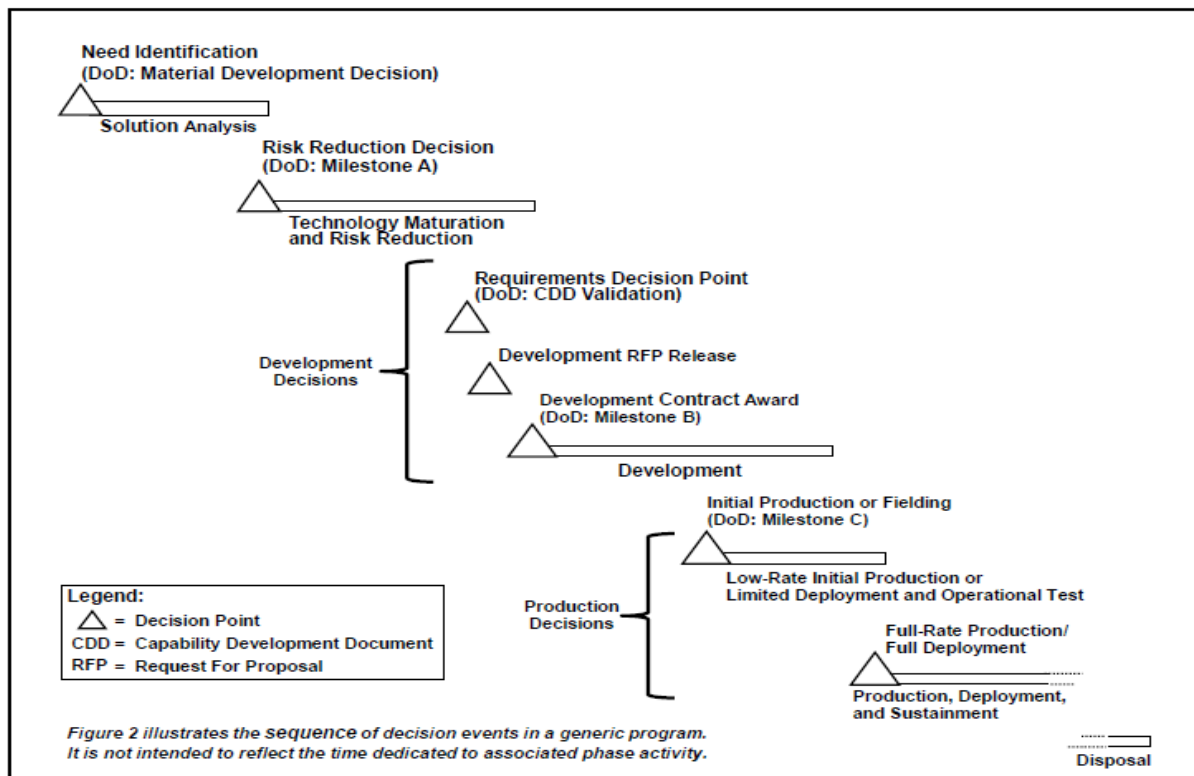 Need Identification
(DoD: Material Development Decision)
Solution Analysis
Risk Reduction Decision
(DoD: Milestone A)
Technology Maturation
and Risk Reduction
Requirements Decision Point
(DoD: CDD Validation)
Development
Decisions
Development RFP Release
Development Contract Award
(DoD: Milestone B)
Development
Initial Production or Fielding
(DoD: Milestone C)
Low-Rate Initial Production or
Limited Deployment and Operational Test
Production
Decisions
Full-Rate Production/
Full Deployment
Production, Deployment,
and Sustainment
Disposal
Legend:
= Decision Point
CDD = Capability Development Document
RFP = Request For Proposal
Figure 2 illustrates the sequence of decision events in a generic program.
It is not intended to reflect the time dedicated to associated phase activity.